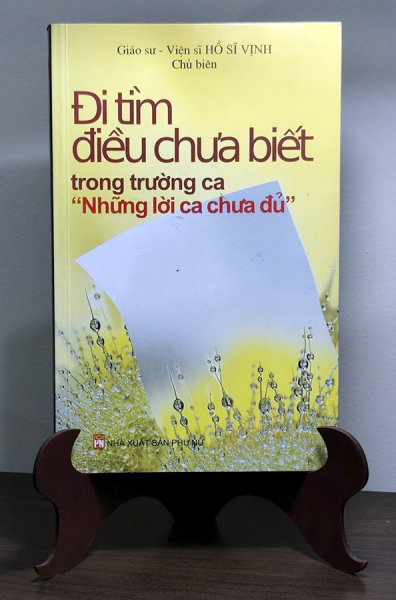 Giáo sư - Viện sĩ HỒ SĨ VỊNH
Chủ biên
Đi tìm
điều chưa biết
trong trường ca
“Những lời ca chưa đủ”
NHÀ XUẤT BẢN PHỤ NỮ